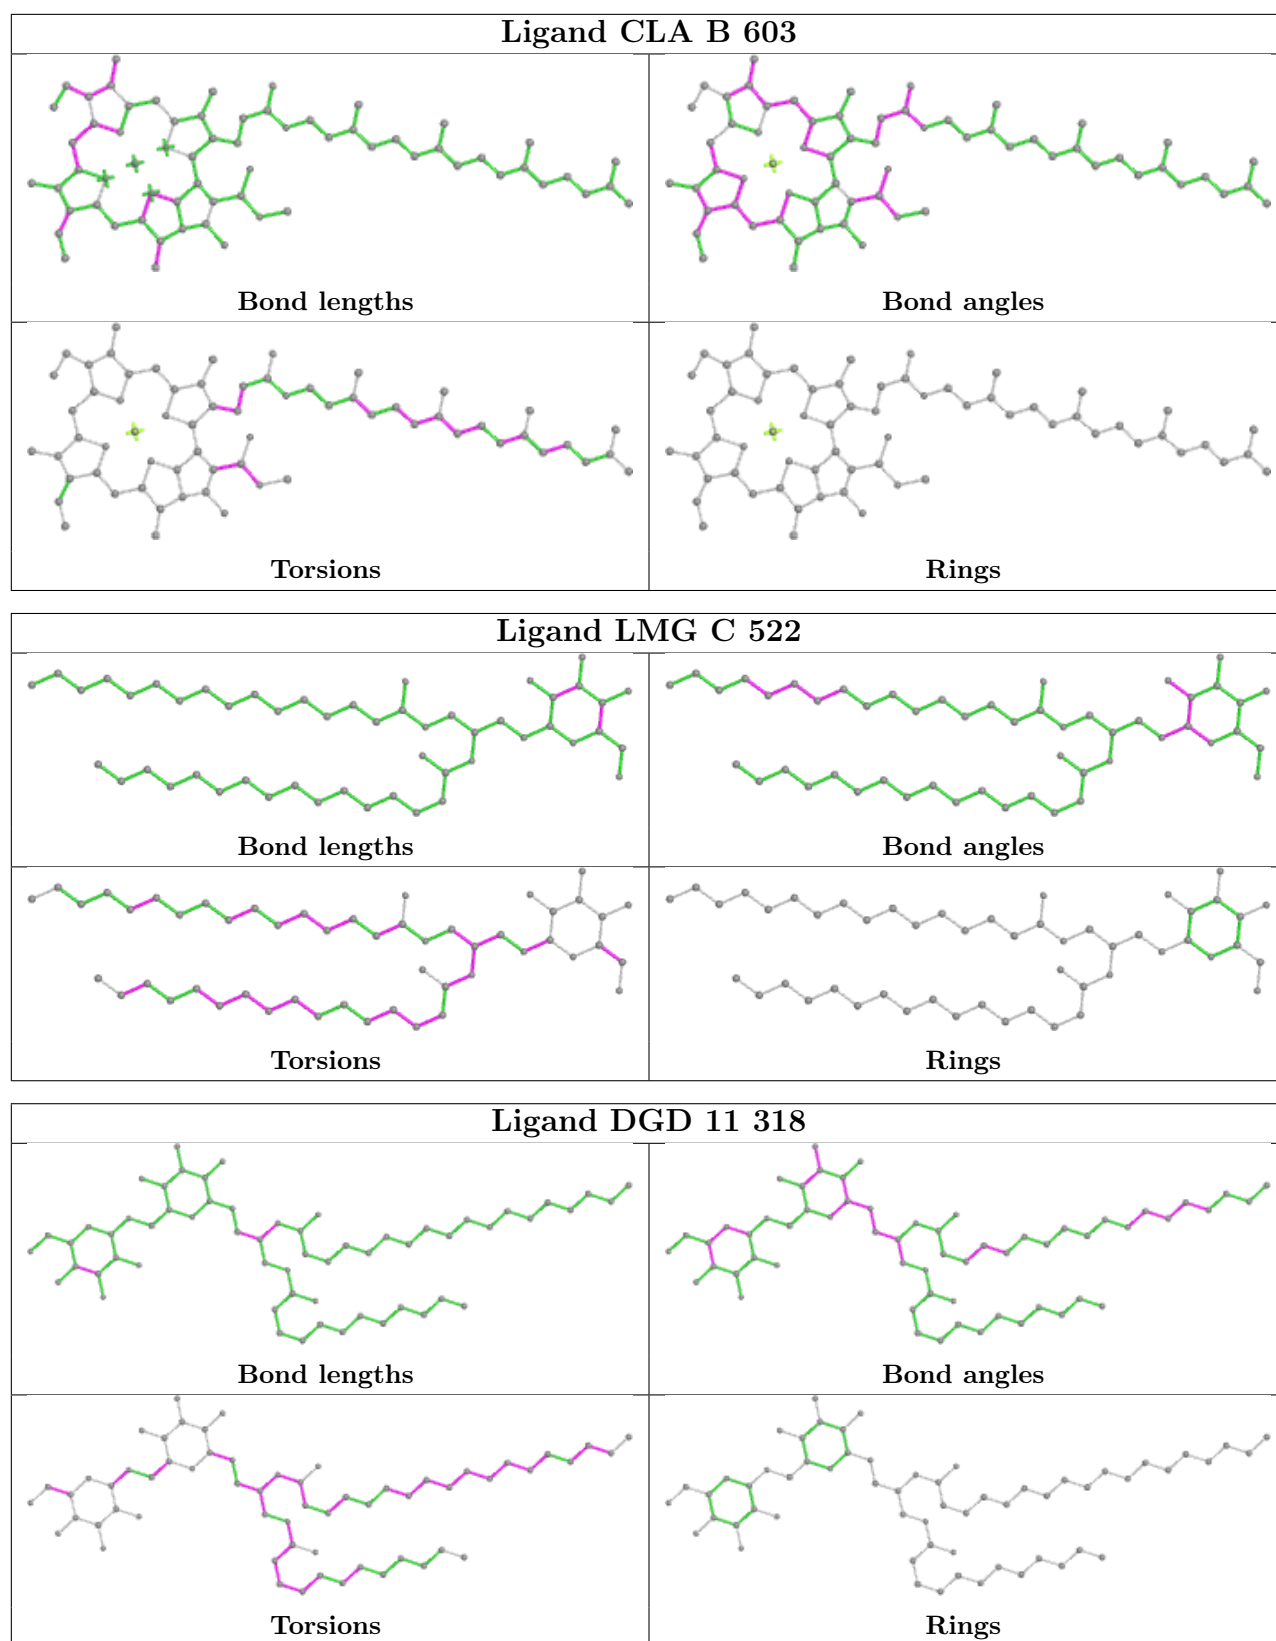 Ligand CLA B 603
Bond lengths
Bond angles
Torsions
Rings
Ligand LMG C 522
Bond lengths
Bond angles
Torsions
Rings
Ligand DGD 11 318
Bond lengths
Bond angles
Torsions
Rings